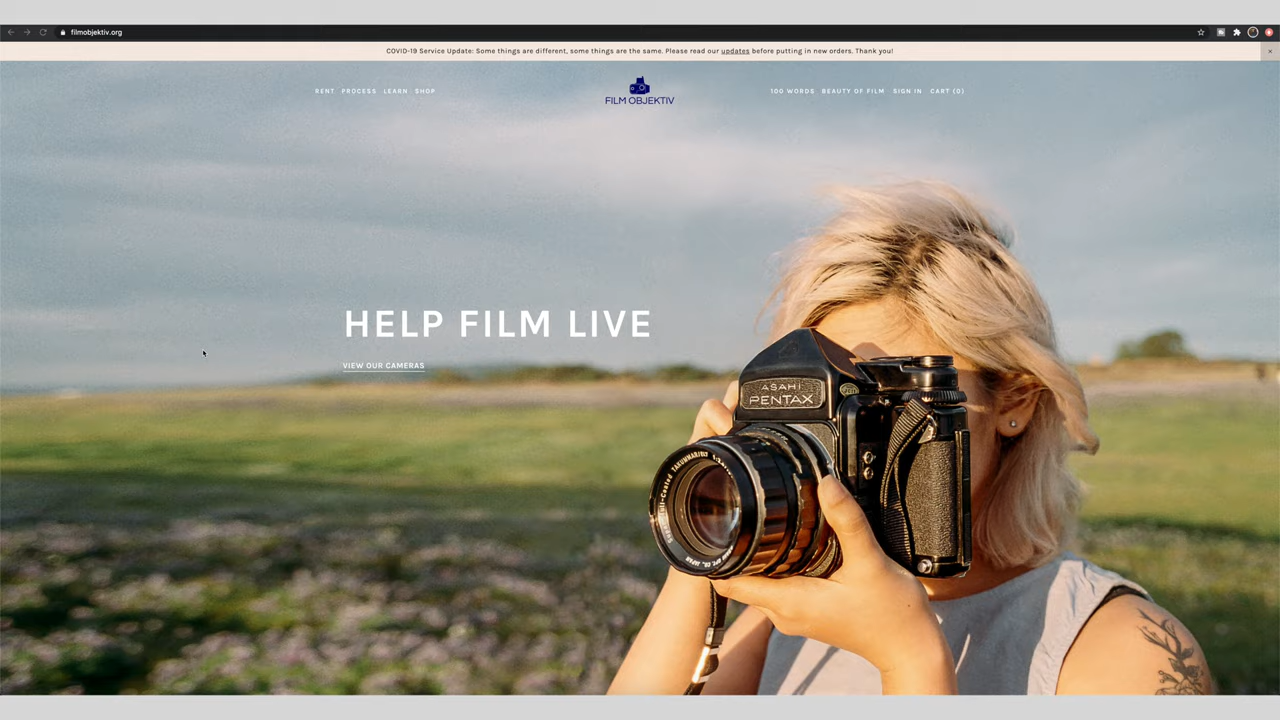 filmobjektiv.org
COVID-19 Service Update: Some things are different, some things are the same. Please read our updates before putting in new orders. Thank you!
RENT PROCESS LEARN SHOP
FILM OBJEKTIV
100 WORDS BEAUTY OF FILM SIGN IN CART (0)
HELP FILM LIVE
VIEW OUR CAMERAS
ASAHI
PENTAX